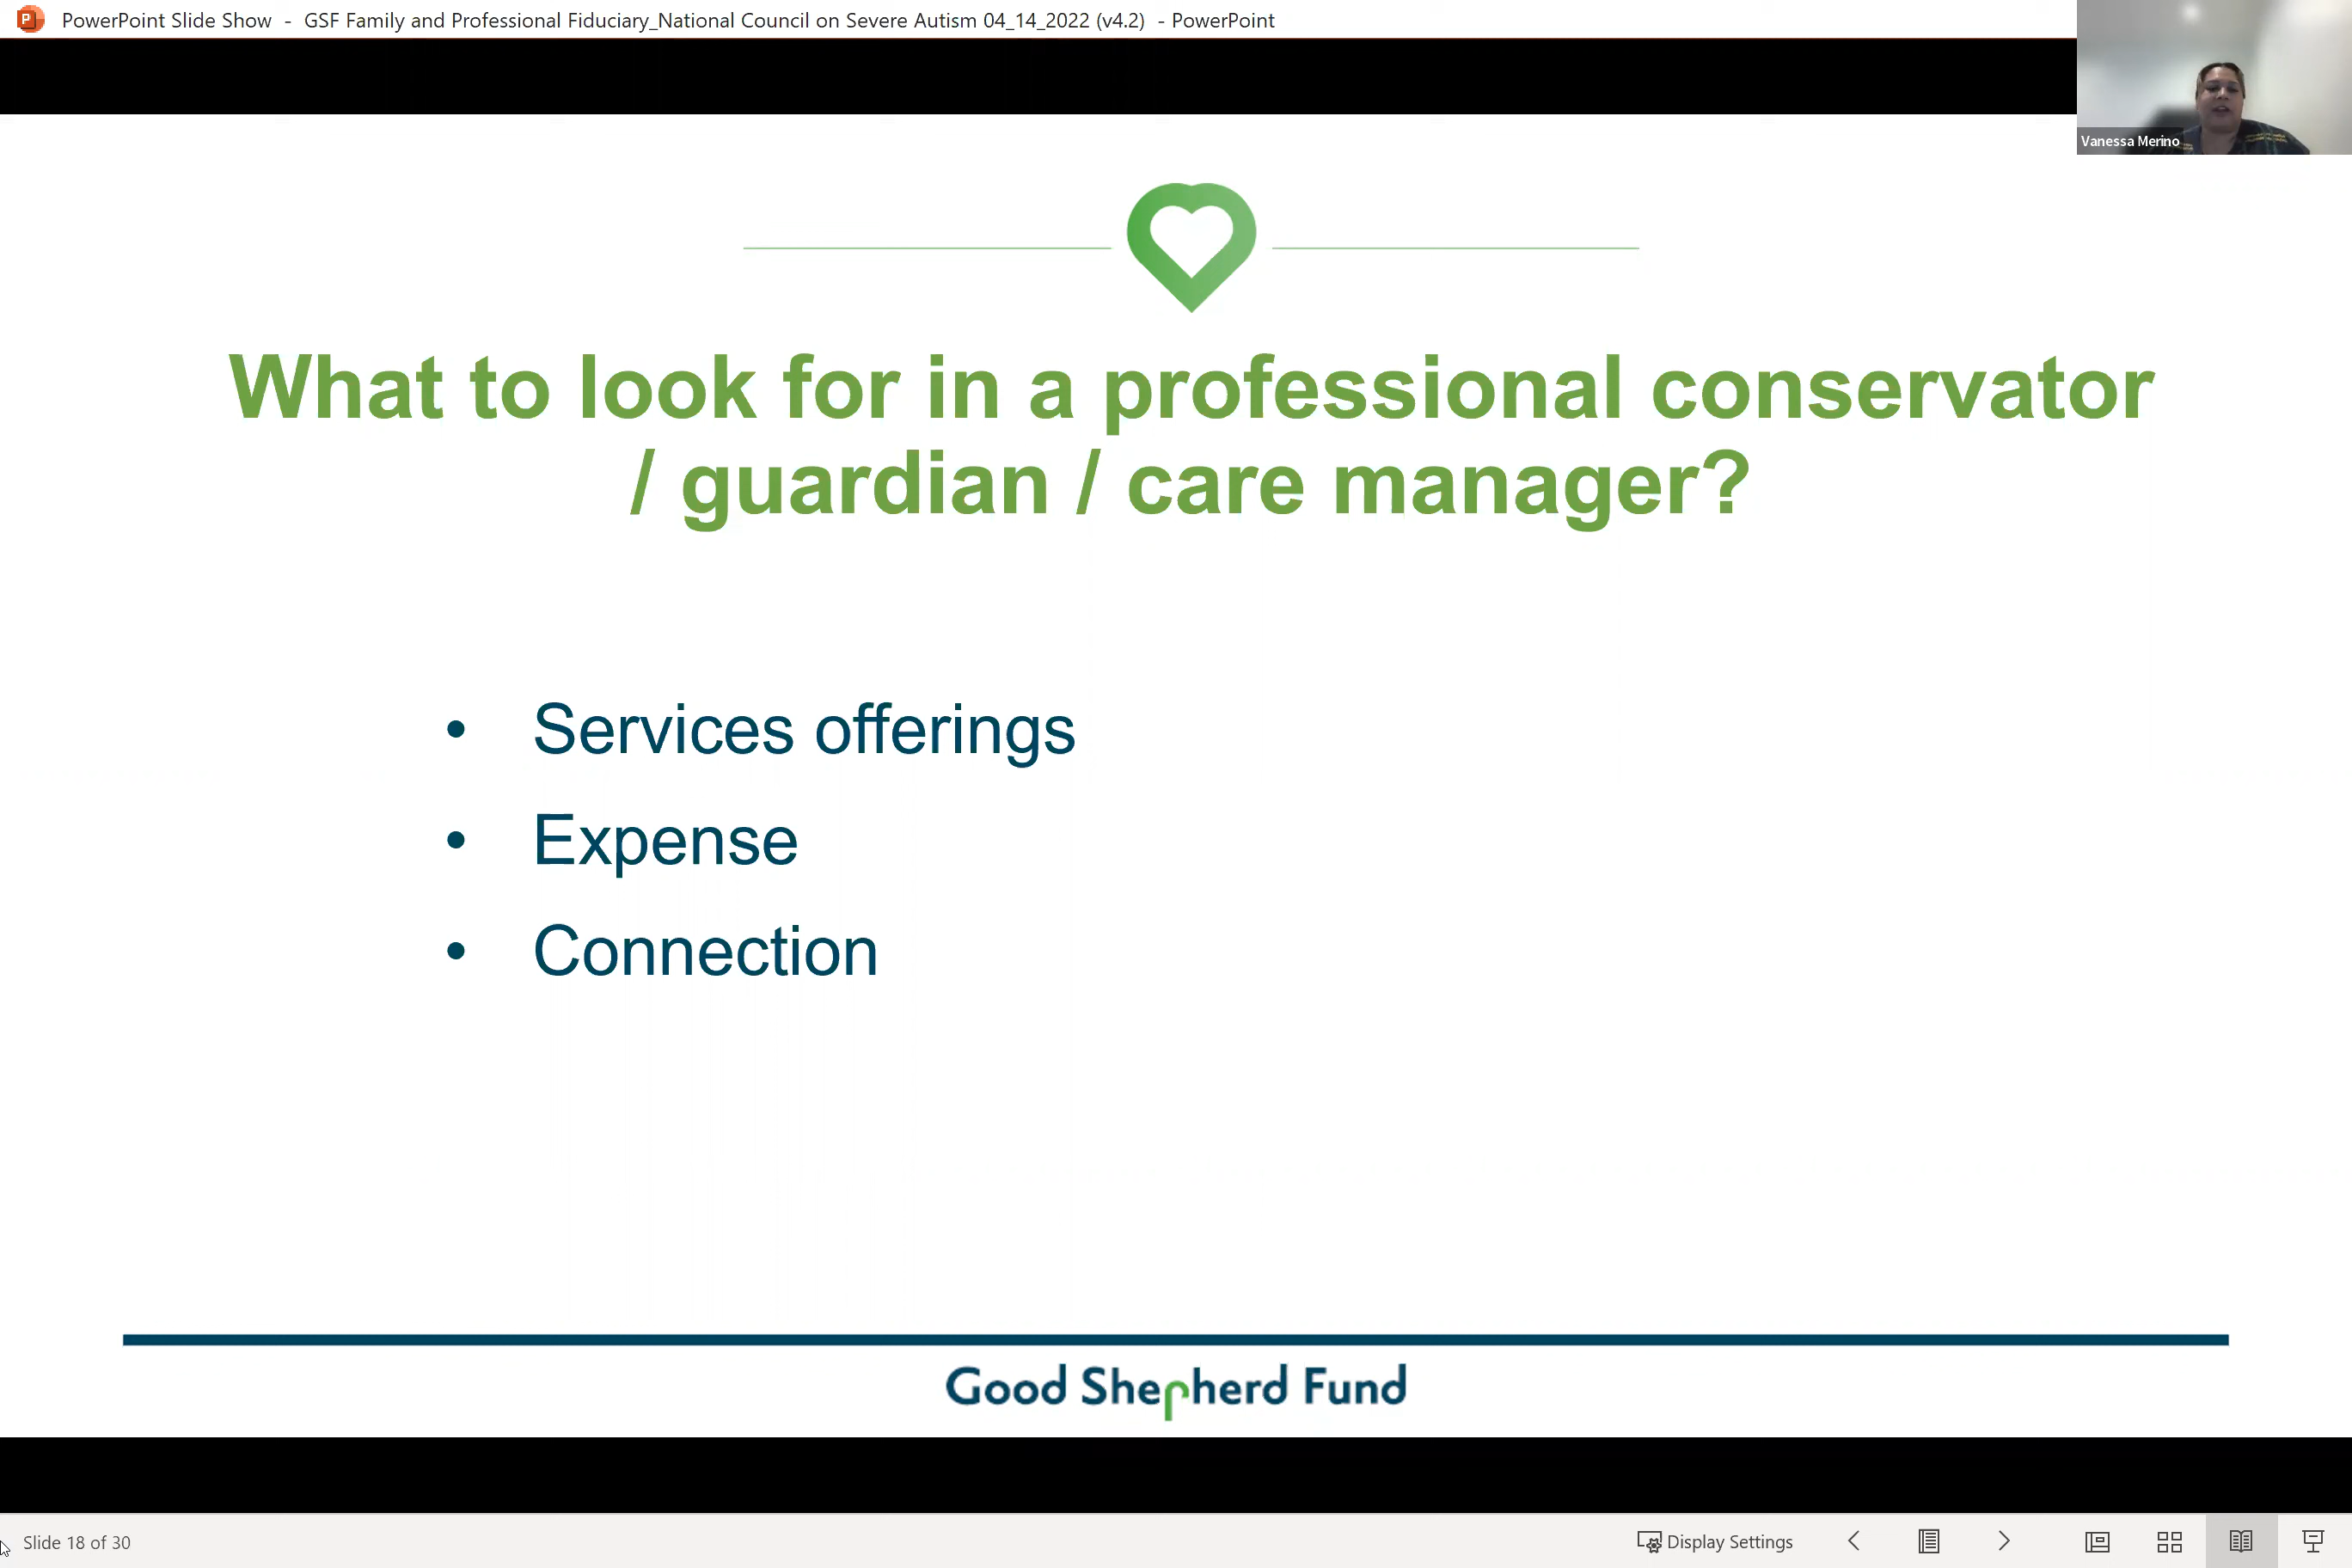 PowerPoint Slide Show - GSF Family and Professional Fiduciary_National Council on Severe Autism 04_14_2022 (v4.2) - PowerPoint
Vanessa Merino
What to look for in a professional conservator
/ guardian / care manager?
• Services offerings
• Expense
• Connection
Good Shepherd Fund
Slide 18 of 30
Display Settings